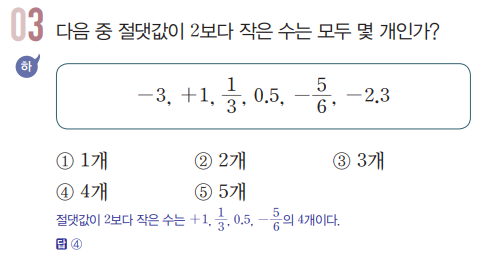 03 다음 중 절댓값이 2보다 작은 수는 모두 몇 개인가?
하
−3, +1, 1/3, 0.5, −5/6, −2.3
① 1개 ② 2개 ③ 3개
④ 4개 ⑤ 5개
절댓값이 2보다 작은 수는 +1, 1/3, 0.5, −5/6의 4개이다.
답 ④